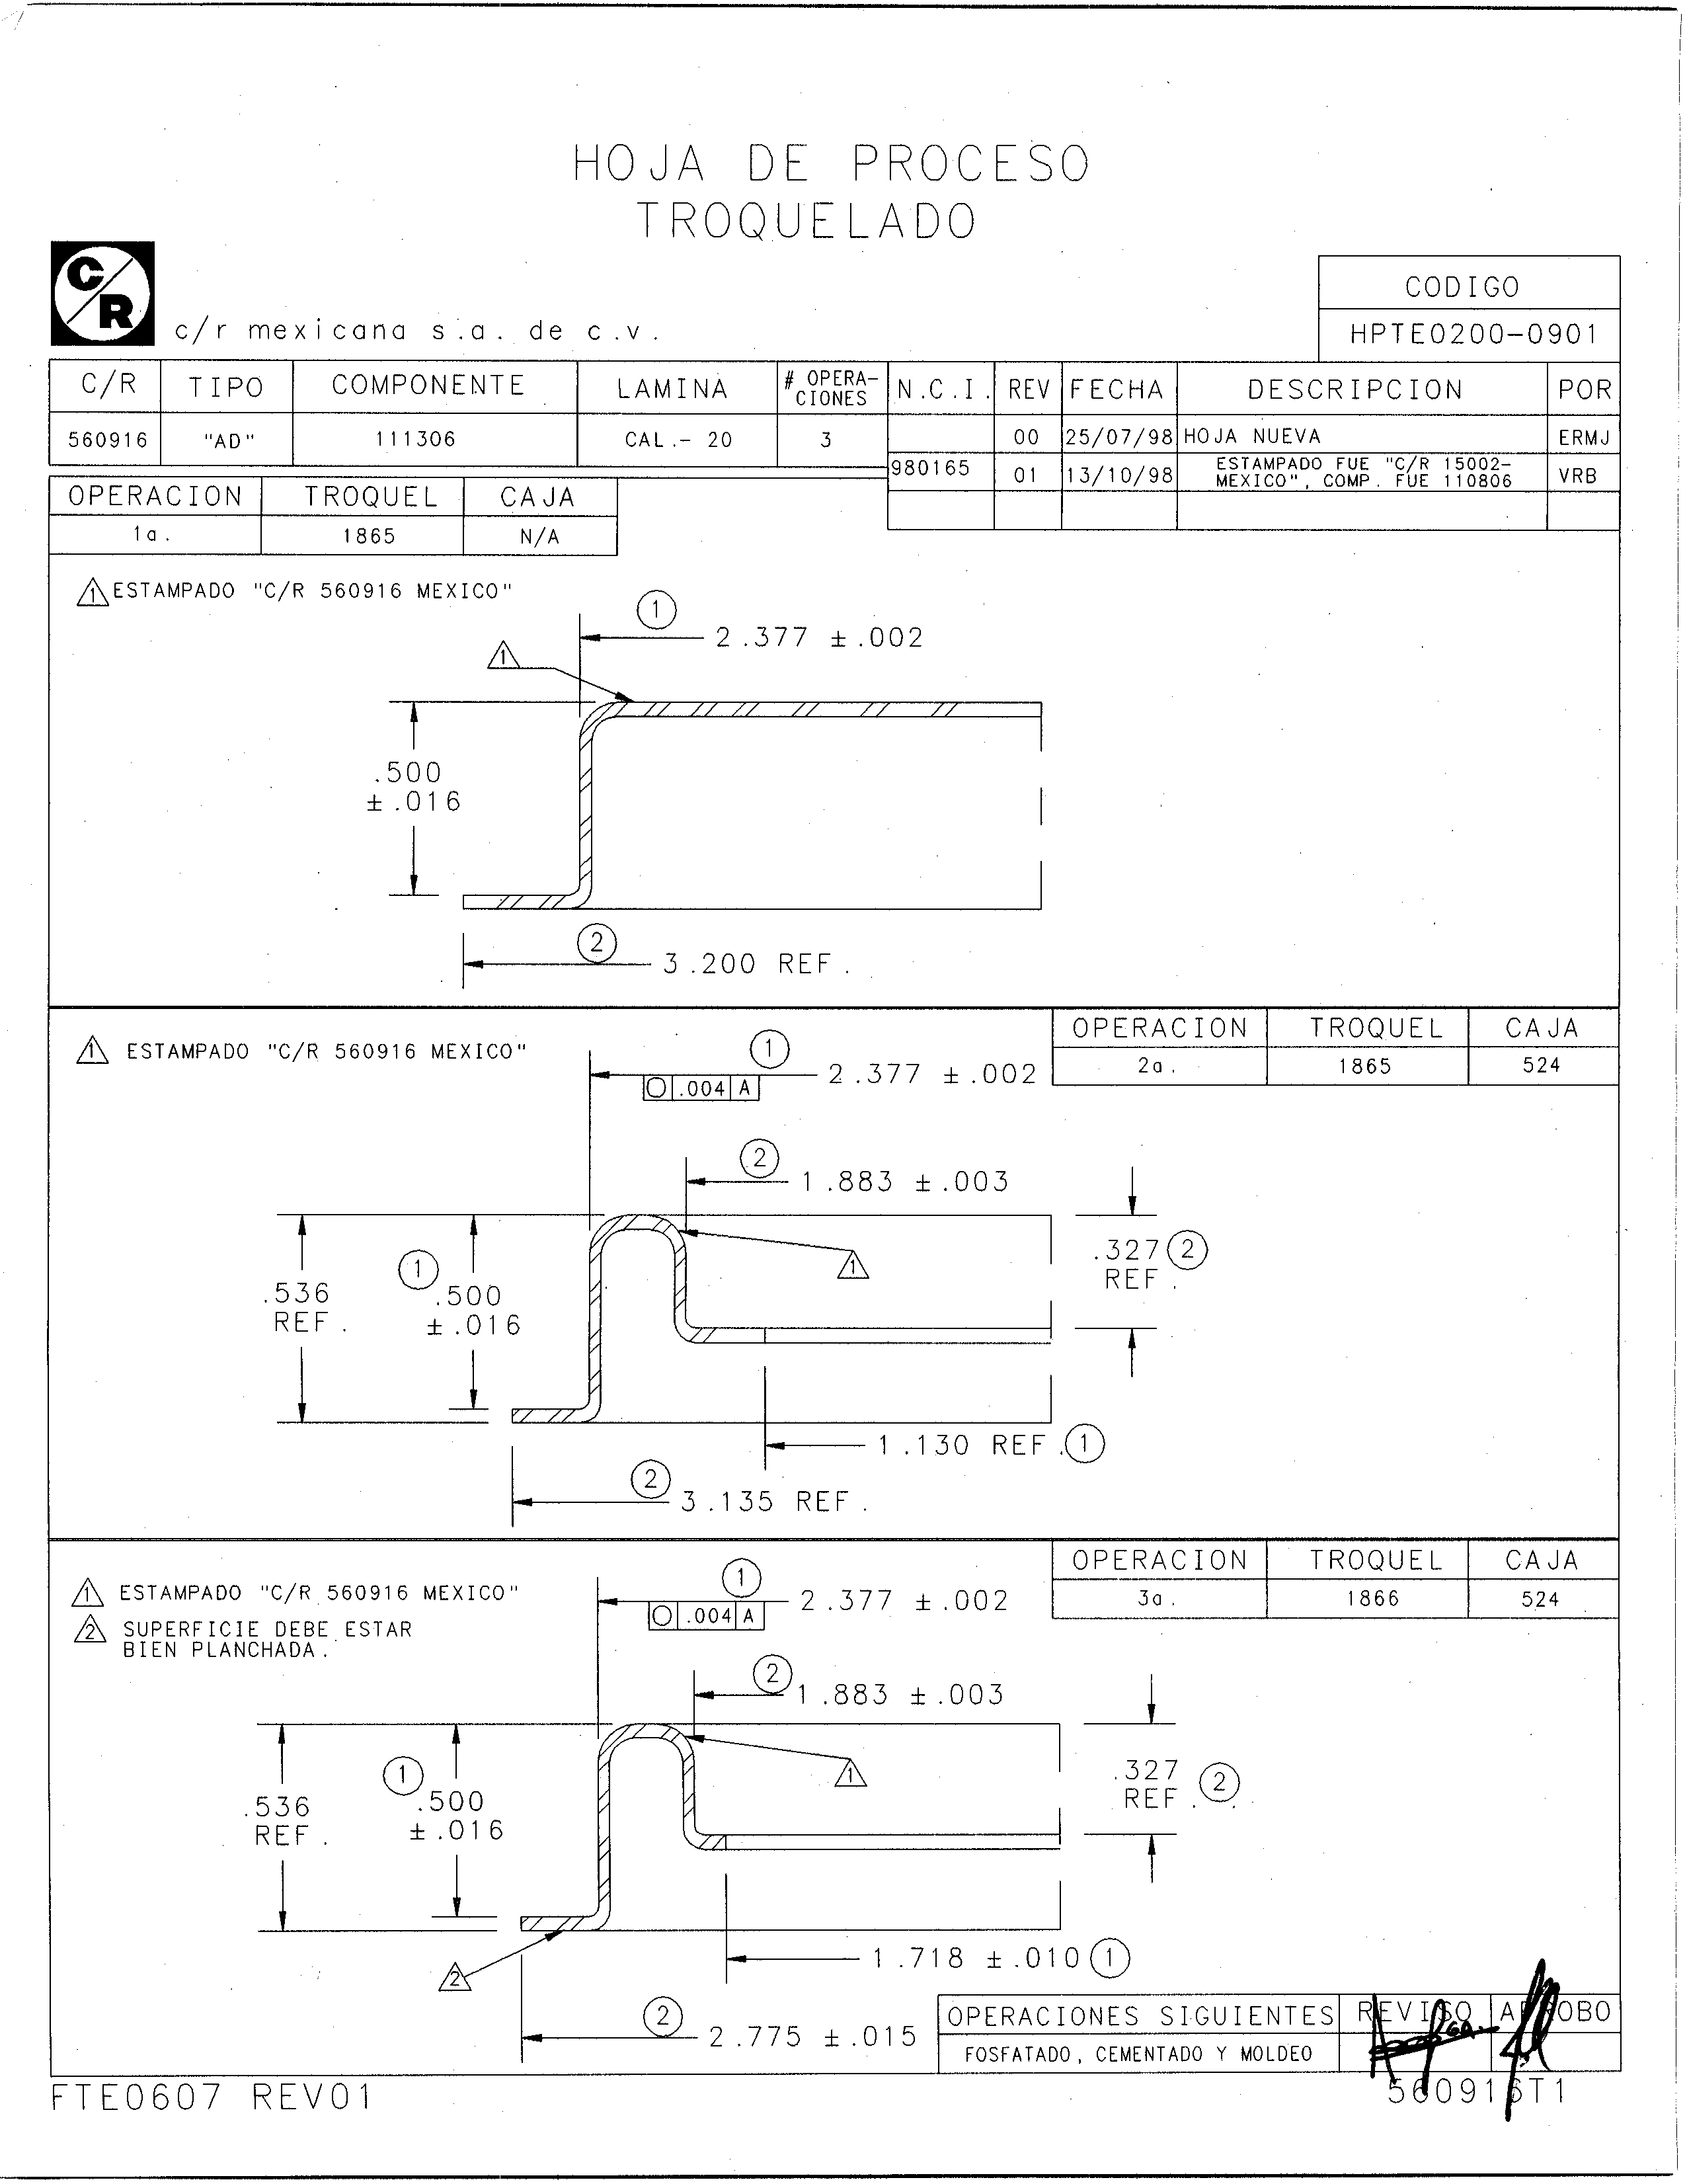 HOJA DE PROCESO
TROQUELADO
C/R
c/r mexicana s.a. de c.v.
CODIGO
HPTE0200-0901
C/R TIPO COMPONENTE LAMINA # OPERA-CIONES N.C.I. REV FECHA DESCRIPCION POR
560916 "AD" 111306 CAL.- 20 3 00 25/07/98 HOJA NUEVA ERMJ
980165 01 13/10/98 ESTAMPADO FUE "C/R 15002-
MEXICO", COMP. FUE 110806 VRB
OPERACION TROQUEL CAJA
1a. 1865 N/A
1 ESTAMPADO "C/R 560916 MEXICO"
1
2.377 ±.002
1
.500
±.016
2
3.200 REF.
OPERACION TROQUEL CAJA
2a. 1865 524
1 ESTAMPADO "C/R 560916 MEXICO"
1
2.377 ±.002
○ .004 A
2
1.883 ±.003
1
.327 2
REF.
1
.536 .500
REF. ±.016
1.130 REF. 1
2
3.135 REF.
OPERACION TROQUEL CAJA
3a. 1866 524
1 ESTAMPADO "C/R 560916 MEXICO"
2 SUPERFICIE DEBE ESTAR
BIEN PLANCHADA.
1
2.377 ±.002
○ .004 A
2
1.883 ±.003
1
.327 2
REF.
1
.536 .500
REF. ±.016
1.718 ±.010 1
2
2
2.775 ±.015
OPERACIONES SIGUIENTES REVISO APROBO
FOSFATADO, CEMENTADO Y MOLDEO
FTE0607 REV01
560916T1